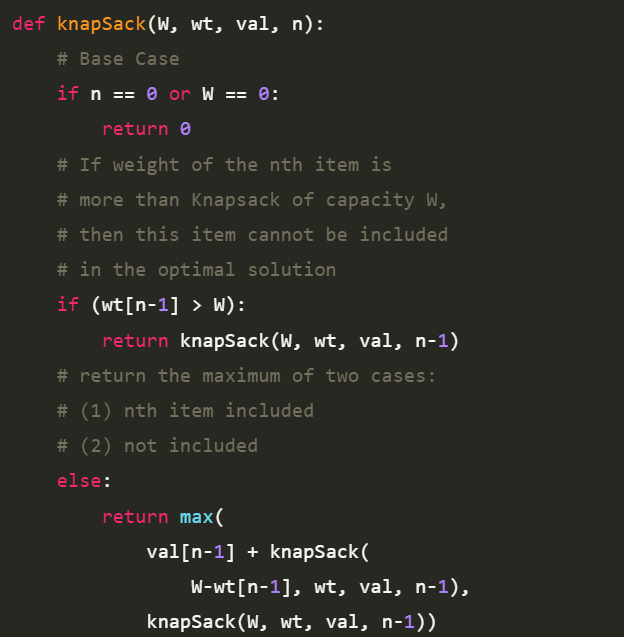 def knapSack(W, wt, val, n):
    # Base Case
    if n == 0 or W == 0:
        return 0
    # If weight of the nth item is
    # more than Knapsack of capacity W,
    # then this item cannot be included
    # in the optimal solution
    if (wt[n-1] > W):
        return knapSack(W, wt, val, n-1)
    # return the maximum of two cases:
    # (1) nth item included
    # (2) not included
    else:
        return max(
            val[n-1] + knapSack(
                W-wt[n-1], wt, val, n-1),
            knapSack(W, wt, val, n-1))